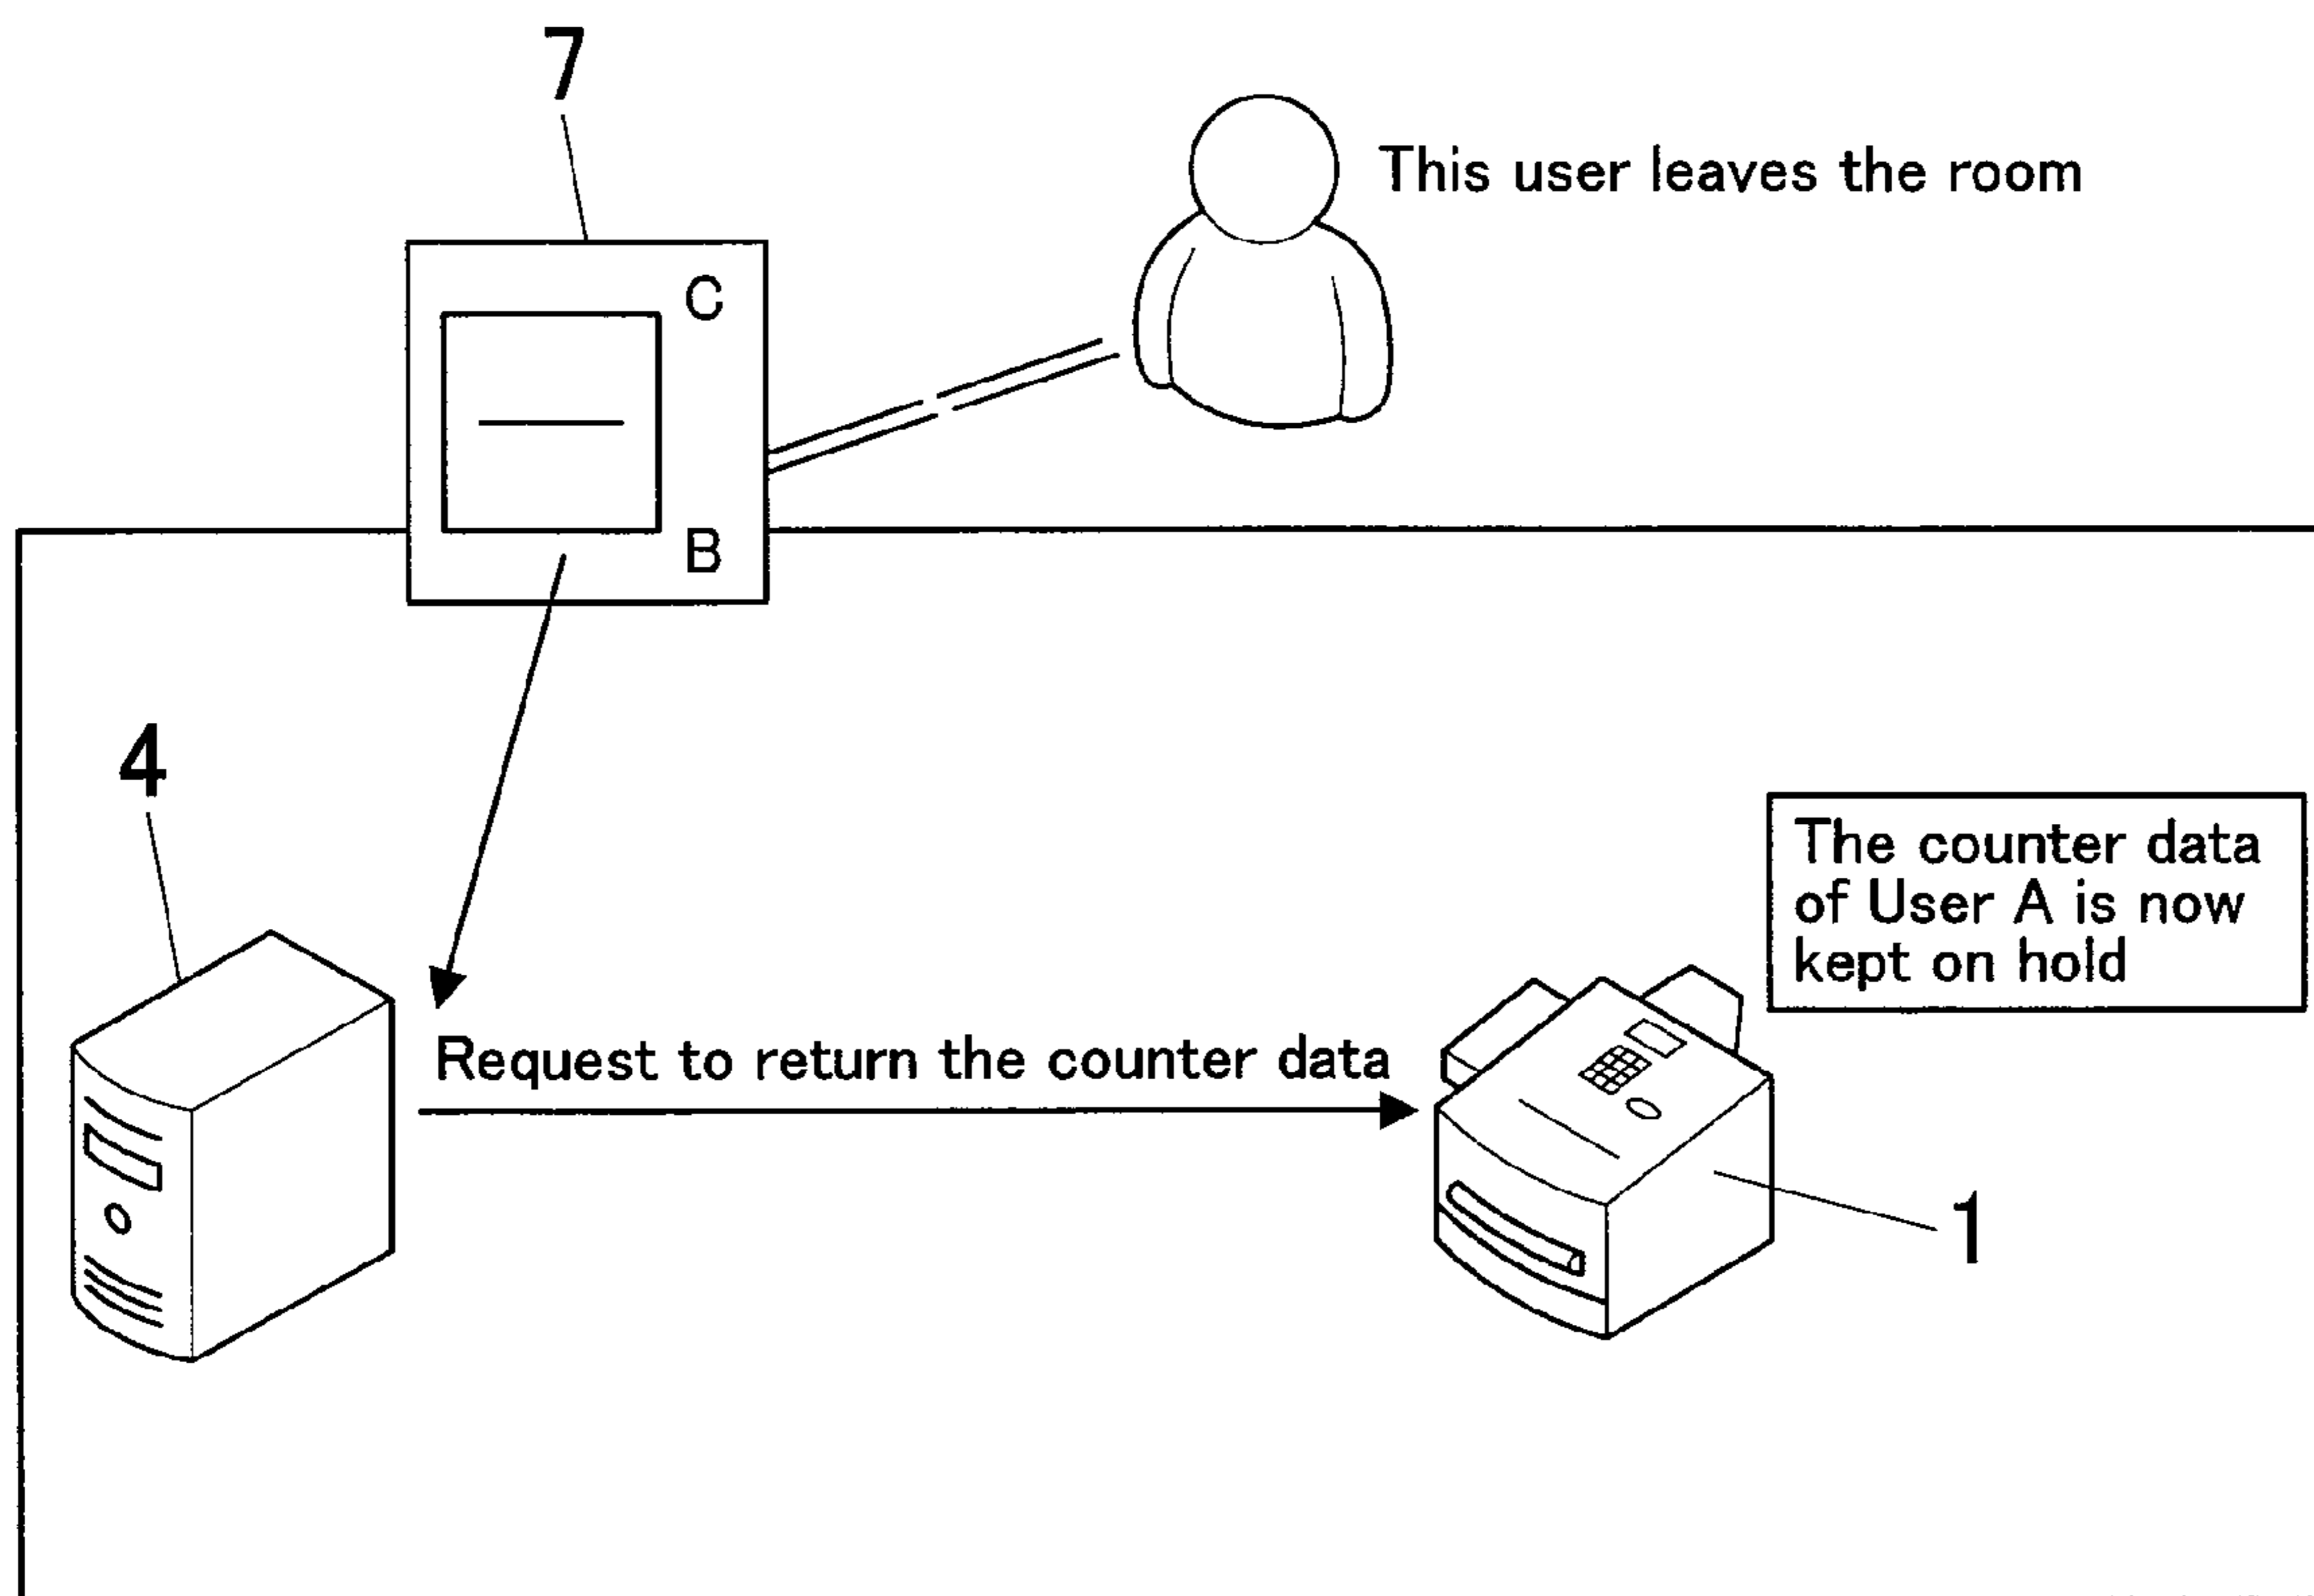 7
This user leaves the room
C
B
4
The counter data
of User A is now
kept on hold
Request to return the counter data
1